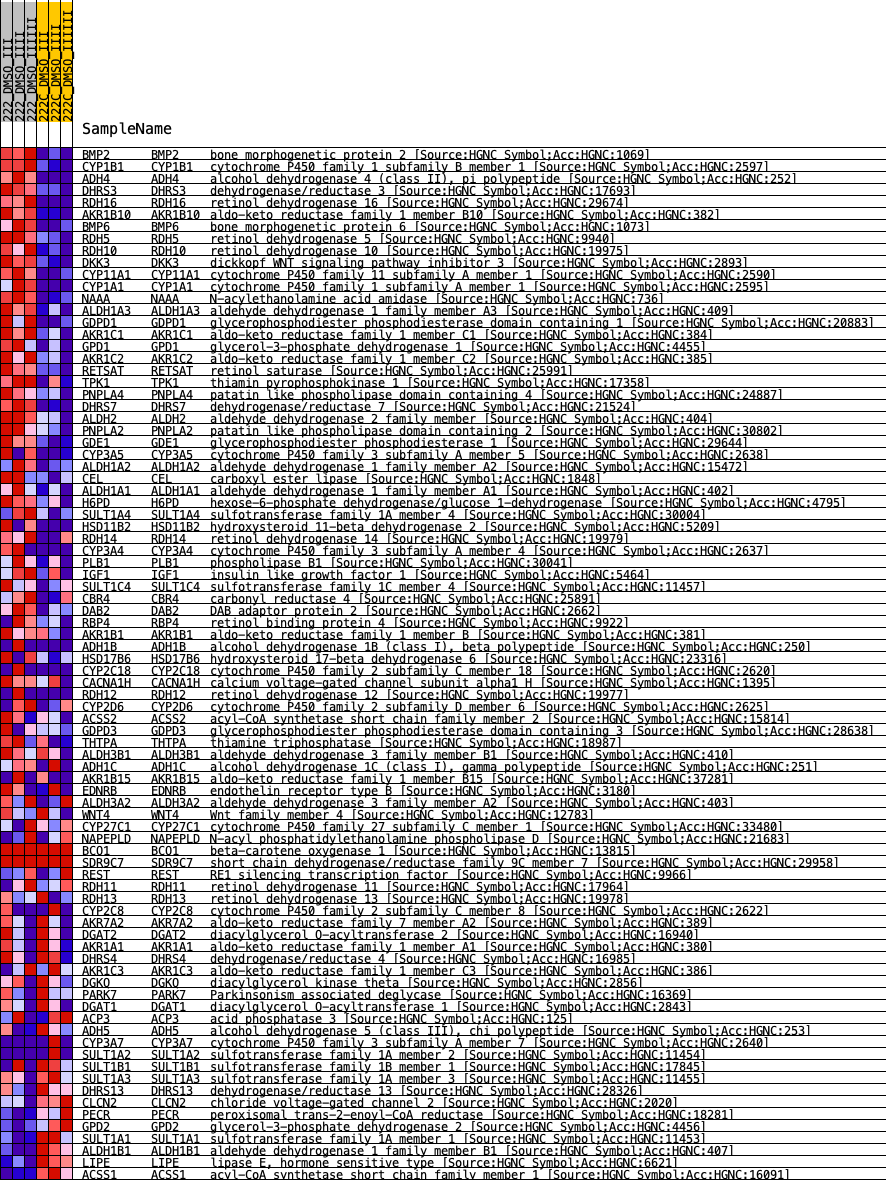 222_DMSO_III
222_DMSO_IIII
222_DMSO_IIIIII
222C_DMSO_III
222C_DMSO_IIII
222C_DMSO_IIIIII
SampleName
BMP2 BMP2 bone morphogenetic protein 2 [Source:HGNC Symbol;Acc:HGNC:1069]
CYP1B1 CYP1B1 cytochrome P450 family 1 subfamily B member 1 [Source:HGNC Symbol;Acc:HGNC:2597]
ADH4 ADH4 alcohol dehydrogenase 4 (class II), pi polypeptide [Source:HGNC Symbol;Acc:HGNC:252]
DHRS3 DHRS3 dehydrogenase/reductase 3 [Source:HGNC Symbol;Acc:HGNC:17693]
RDH16 RDH16 retinol dehydrogenase 16 [Source:HGNC Symbol;Acc:HGNC:29674]
AKR1B10 AKR1B10 aldo-keto reductase family 1 member B10 [Source:HGNC Symbol;Acc:HGNC:382]
BMP6 BMP6 bone morphogenetic protein 6 [Source:HGNC Symbol;Acc:HGNC:1073]
RDH5 RDH5 retinol dehydrogenase 5 [Source:HGNC Symbol;Acc:HGNC:9940]
RDH10 RDH10 retinol dehydrogenase 10 [Source:HGNC Symbol;Acc:HGNC:19975]
DKK3 DKK3 dickkopf WNT signaling pathway inhibitor 3 [Source:HGNC Symbol;Acc:HGNC:2893]
CYP11A1 CYP11A1 cytochrome P450 family 11 subfamily A member 1 [Source:HGNC Symbol;Acc:HGNC:2590]
CYP1A1 CYP1A1 cytochrome P450 family 1 subfamily A member 1 [Source:HGNC Symbol;Acc:HGNC:2595]
NAAA NAAA N-acylethanolamine acid amidase [Source:HGNC Symbol;Acc:HGNC:736]
ALDH1A3 ALDH1A3 aldehyde dehydrogenase 1 family member A3 [Source:HGNC Symbol;Acc:HGNC:409]
GDPD1 GDPD1 glycerophosphodiester phosphodiesterase domain containing 1 [Source:HGNC Symbol;Acc:HGNC:20883]
AKR1C1 AKR1C1 aldo-keto reductase family 1 member C1 [Source:HGNC Symbol;Acc:HGNC:384]
GPD1 GPD1 glycerol-3-phosphate dehydrogenase 1 [Source:HGNC Symbol;Acc:HGNC:4455]
AKR1C2 AKR1C2 aldo-keto reductase family 1 member C2 [Source:HGNC Symbol;Acc:HGNC:385]
RETSAT RETSAT retinol saturase [Source:HGNC Symbol;Acc:HGNC:25991]
TPK1 TPK1 thiamin pyrophosphokinase 1 [Source:HGNC Symbol;Acc:HGNC:17358]
PNPLA4 PNPLA4 patatin like phospholipase domain containing 4 [Source:HGNC Symbol;Acc:HGNC:24887]
DHRS7 DHRS7 dehydrogenase/reductase 7 [Source:HGNC Symbol;Acc:HGNC:21524]
ALDH2 ALDH2 aldehyde dehydrogenase 2 family member [Source:HGNC Symbol;Acc:HGNC:404]
PNPLA2 PNPLA2 patatin like phospholipase domain containing 2 [Source:HGNC Symbol;Acc:HGNC:30802]
GDE1 GDE1 glycerophosphodiester phosphodiesterase 1 [Source:HGNC Symbol;Acc:HGNC:29644]
CYP3A5 CYP3A5 cytochrome P450 family 3 subfamily A member 5 [Source:HGNC Symbol;Acc:HGNC:2638]
ALDH1A2 ALDH1A2 aldehyde dehydrogenase 1 family member A2 [Source:HGNC Symbol;Acc:HGNC:15472]
CEL CEL carboxyl ester lipase [Source:HGNC Symbol;Acc:HGNC:1848]
ALDH1A1 ALDH1A1 aldehyde dehydrogenase 1 family member A1 [Source:HGNC Symbol;Acc:HGNC:402]
H6PD H6PD hexose-6-phosphate dehydrogenase/glucose 1-dehydrogenase [Source:HGNC Symbol;Acc:HGNC:4795]
SULT1A4 SULT1A4 sulfotransferase family 1A member 4 [Source:HGNC Symbol;Acc:HGNC:30004]
HSD11B2 HSD11B2 hydroxysteroid 11-beta dehydrogenase 2 [Source:HGNC Symbol;Acc:HGNC:5209]
RDH14 RDH14 retinol dehydrogenase 14 [Source:HGNC Symbol;Acc:HGNC:19979]
CYP3A4 CYP3A4 cytochrome P450 family 3 subfamily A member 4 [Source:HGNC Symbol;Acc:HGNC:2637]
PLB1 PLB1 phospholipase B1 [Source:HGNC Symbol;Acc:HGNC:30041]
IGF1 IGF1 insulin like growth factor 1 [Source:HGNC Symbol;Acc:HGNC:5464]
SULT1C4 SULT1C4 sulfotransferase family 1C member 4 [Source:HGNC Symbol;Acc:HGNC:11457]
CBR4 CBR4 carbonyl reductase 4 [Source:HGNC Symbol;Acc:HGNC:25891]
DAB2 DAB2 DAB adaptor protein 2 [Source:HGNC Symbol;Acc:HGNC:2662]
RBP4 RBP4 retinol binding protein 4 [Source:HGNC Symbol;Acc:HGNC:9922]
AKR1B1 AKR1B1 aldo-keto reductase family 1 member B [Source:HGNC Symbol;Acc:HGNC:381]
ADH1B ADH1B alcohol dehydrogenase 1B (class I), beta polypeptide [Source:HGNC Symbol;Acc:HGNC:250]
HSD17B6 HSD17B6 hydroxysteroid 17-beta dehydrogenase 6 [Source:HGNC Symbol;Acc:HGNC:23316]
CYP2C18 CYP2C18 cytochrome P450 family 2 subfamily C member 18 [Source:HGNC Symbol;Acc:HGNC:2620]
CACNA1H CACNA1H calcium voltage-gated channel subunit alpha1 H [Source:HGNC Symbol;Acc:HGNC:1395]
RDH12 RDH12 retinol dehydrogenase 12 [Source:HGNC Symbol;Acc:HGNC:19977]
CYP2D6 CYP2D6 cytochrome P450 family 2 subfamily D member 6 [Source:HGNC Symbol;Acc:HGNC:2625]
ACSS2 ACSS2 acyl-CoA synthetase short chain family member 2 [Source:HGNC Symbol;Acc:HGNC:15814]
GDPD3 GDPD3 glycerophosphodiester phosphodiesterase domain containing 3 [Source:HGNC Symbol;Acc:HGNC:28638]
THTPA THTPA thiamine triphosphatase [Source:HGNC Symbol;Acc:HGNC:18987]
ALDH3B1 ALDH3B1 aldehyde dehydrogenase 3 family member B1 [Source:HGNC Symbol;Acc:HGNC:410]
ADH1C ADH1C alcohol dehydrogenase 1C (class I), gamma polypeptide [Source:HGNC Symbol;Acc:HGNC:251]
AKR1B15 AKR1B15 aldo-keto reductase family 1 member B15 [Source:HGNC Symbol;Acc:HGNC:37281]
EDNRB EDNRB endothelin receptor type B [Source:HGNC Symbol;Acc:HGNC:3180]
ALDH3A2 ALDH3A2 aldehyde dehydrogenase 3 family member A2 [Source:HGNC Symbol;Acc:HGNC:403]
WNT4 WNT4 Wnt family member 4 [Source:HGNC Symbol;Acc:HGNC:12783]
CYP27C1 CYP27C1 cytochrome P450 family 27 subfamily C member 1 [Source:HGNC Symbol;Acc:HGNC:33480]
NAPEPLD NAPEPLD N-acyl phosphatidylethanolamine phospholipase D [Source:HGNC Symbol;Acc:HGNC:21683]
BCO1 BCO1 beta-carotene oxygenase 1 [Source:HGNC Symbol;Acc:HGNC:13815]
SDR9C7 SDR9C7 short chain dehydrogenase/reductase family 9C member 7 [Source:HGNC Symbol;Acc:HGNC:29958]
REST REST RE1 silencing transcription factor [Source:HGNC Symbol;Acc:HGNC:9966]
RDH11 RDH11 retinol dehydrogenase 11 [Source:HGNC Symbol;Acc:HGNC:17964]
RDH13 RDH13 retinol dehydrogenase 13 [Source:HGNC Symbol;Acc:HGNC:19978]
CYP2C8 CYP2C8 cytochrome P450 family 2 subfamily C member 8 [Source:HGNC Symbol;Acc:HGNC:2622]
AKR7A2 AKR7A2 aldo-keto reductase family 7 member A2 [Source:HGNC Symbol;Acc:HGNC:389]
DGAT2 DGAT2 diacylglycerol O-acyltransferase 2 [Source:HGNC Symbol;Acc:HGNC:16940]
AKR1A1 AKR1A1 aldo-keto reductase family 1 member A1 [Source:HGNC Symbol;Acc:HGNC:380]
DHRS4 DHRS4 dehydrogenase/reductase 4 [Source:HGNC Symbol;Acc:HGNC:16985]
AKR1C3 AKR1C3 aldo-keto reductase family 1 member C3 [Source:HGNC Symbol;Acc:HGNC:386]
DGKQ DGKQ diacylglycerol kinase theta [Source:HGNC Symbol;Acc:HGNC:2856]
PARK7 PARK7 Parkinsonism associated deglycase [Source:HGNC Symbol;Acc:HGNC:16369]
DGAT1 DGAT1 diacylglycerol O-acyltransferase 1 [Source:HGNC Symbol;Acc:HGNC:2843]
ACP3 ACP3 acid phosphatase 3 [Source:HGNC Symbol;Acc:HGNC:125]
ADH5 ADH5 alcohol dehydrogenase 5 (class III), chi polypeptide [Source:HGNC Symbol;Acc:HGNC:253]
CYP3A7 CYP3A7 cytochrome P450 family 3 subfamily A member 7 [Source:HGNC Symbol;Acc:HGNC:2640]
SULT1A2 SULT1A2 sulfotransferase family 1A member 2 [Source:HGNC Symbol;Acc:HGNC:11454]
SULT1B1 SULT1B1 sulfotransferase family 1B member 1 [Source:HGNC Symbol;Acc:HGNC:17845]
SULT1A3 SULT1A3 sulfotransferase family 1A member 3 [Source:HGNC Symbol;Acc:HGNC:11455]
DHRS13 DHRS13 dehydrogenase/reductase 13 [Source:HGNC Symbol;Acc:HGNC:28326]
CLCN2 CLCN2 chloride voltage-gated channel 2 [Source:HGNC Symbol;Acc:HGNC:2020]
PECR PECR peroxisomal trans-2-enoyl-CoA reductase [Source:HGNC Symbol;Acc:HGNC:18281]
GPD2 GPD2 glycerol-3-phosphate dehydrogenase 2 [Source:HGNC Symbol;Acc:HGNC:4456]
SULT1A1 SULT1A1 sulfotransferase family 1A member 1 [Source:HGNC Symbol;Acc:HGNC:11453]
ALDH1B1 ALDH1B1 aldehyde dehydrogenase 1 family member B1 [Source:HGNC Symbol;Acc:HGNC:407]
LIPE LIPE lipase E, hormone sensitive type [Source:HGNC Symbol;Acc:HGNC:6621]
ACSS1 ACSS1 acyl-CoA synthetase short chain family member 1 [Source:HGNC Symbol;Acc:HGNC:16091]